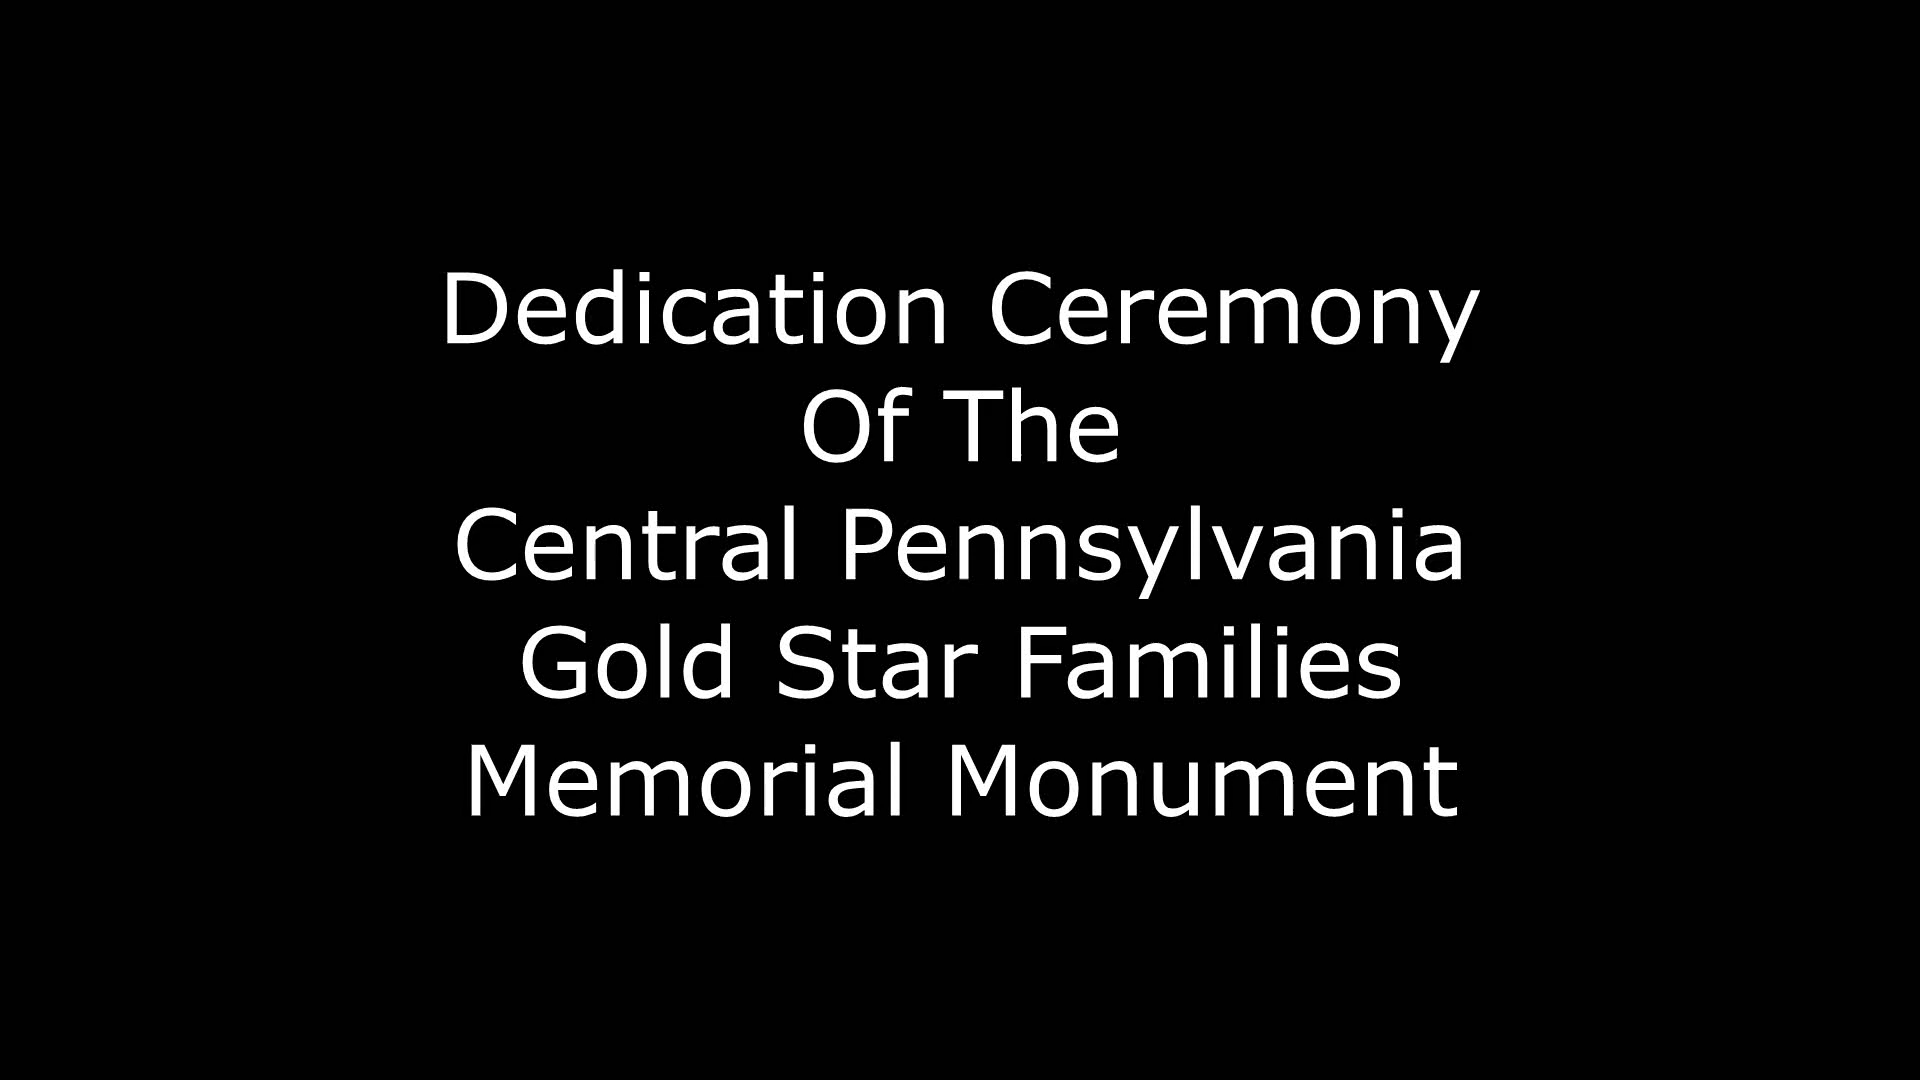 Dedication Ceremony
Of The
Central Pennsylvania
Gold Star Families
Memorial Monument